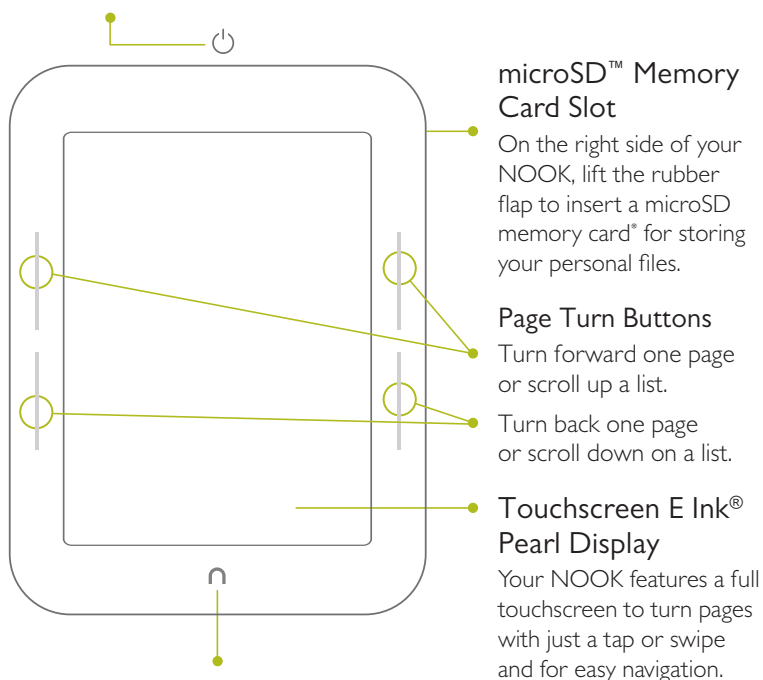 microSD™ Memory
Card Slot
On the right side of your
NOOK, lift the rubber
flap to insert a microSD
memory card* for storing
your personal files.
Page Turn Buttons
Turn forward one page
or scroll up a list.
Turn back one page
or scroll down on a list.
Touchscreen E Ink®
Pearl Display
Your NOOK features a full
touchscreen to turn pages
with just a tap or swipe
and for easy navigation.
n